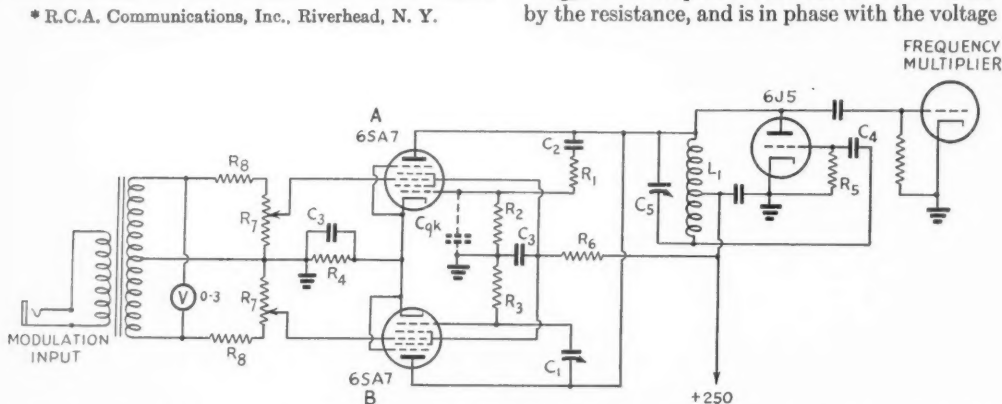 * R.C.A. Communications, Inc., Riverhead, N. Y.
by the resistance, and is in phase with the voltage
FREQUENCY
MULTIPLIER
6J5
A
6SA7
C2
R1
L1
C4
R5
C5
R8
R7
C3
R4
Cgk
R2
C3
R6
R3
V
0-3
R7
R8
C1
MODULATION
INPUT
6SA7
B
+250